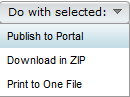 Do with selected:
Publish to Portal
Download in ZIP
Print to One File